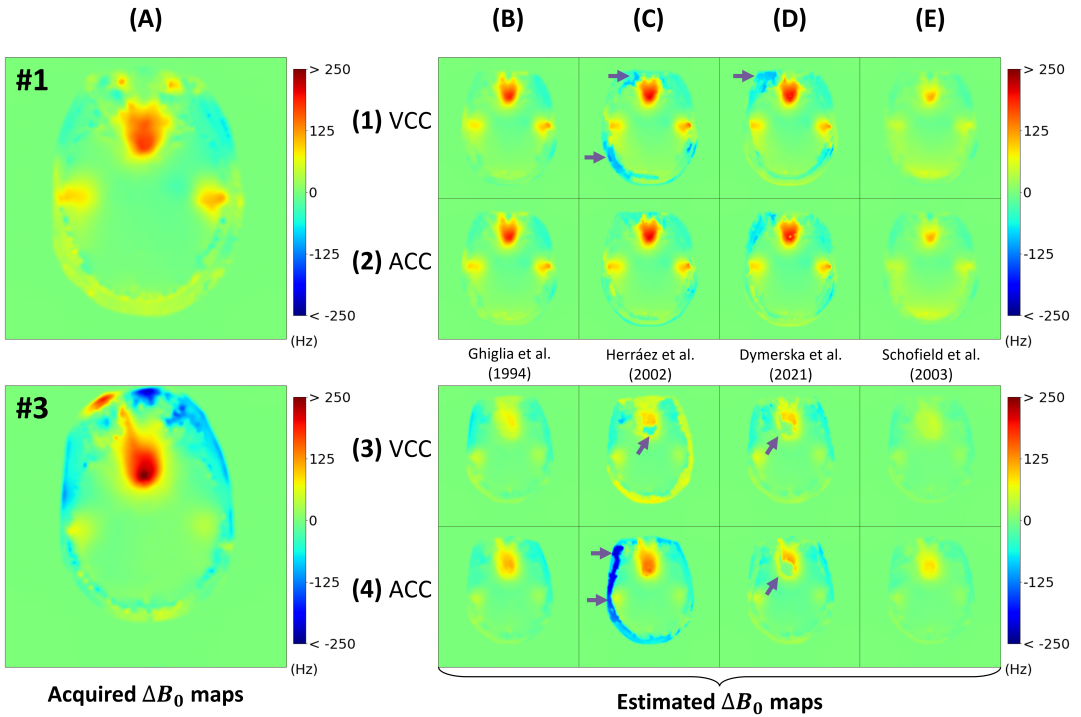 (A)
(B)
(C)
(D)
(E)
#1
> 250
125
0
-125
< -250
(Hz)
(1) VCC
(2) ACC
> 250
125
0
-125
< -250
(Hz)
Ghiglia et al.
(1994)
Herráez et al.
(2002)
Dymerska et al.
(2021)
Schofield et al.
(2003)
#3
> 250
125
0
-125
< -250
(Hz)
(3) VCC
(4) ACC
> 250
125
0
-125
< -250
(Hz)
Acquired ΔB₀ maps
Estimated ΔB₀ maps